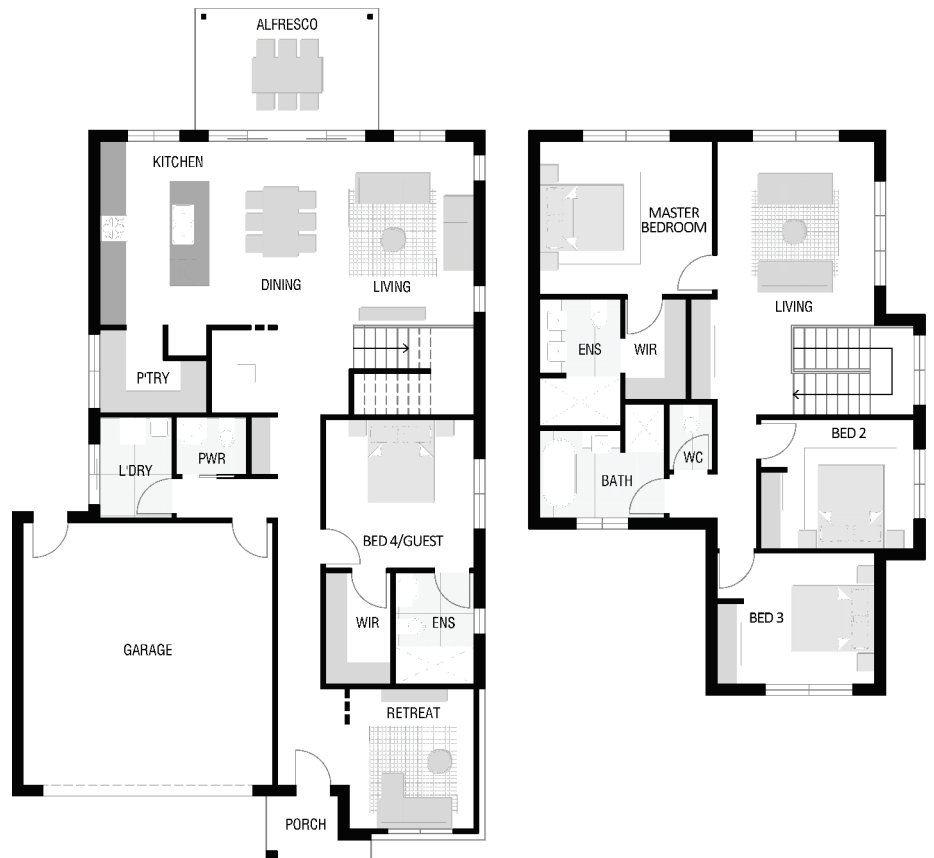 ALFRESCO
KITCHEN
DINING
LIVING
P'TRY
L'DRY
PWR
BED 4/GUEST
WIR
ENS
GARAGE
RETREAT
PORCH
MASTER
BEDROOM
LIVING
ENS
WIR
BATH
WC
BED 2
BED 3